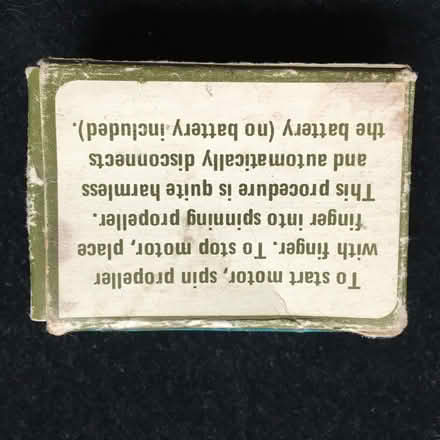 To start motor, spin propeller
with finger. To stop motor, place
finger into spinning propeller.
This procedure is quite harmless
and automatically disconnects
the battery (no battery included).